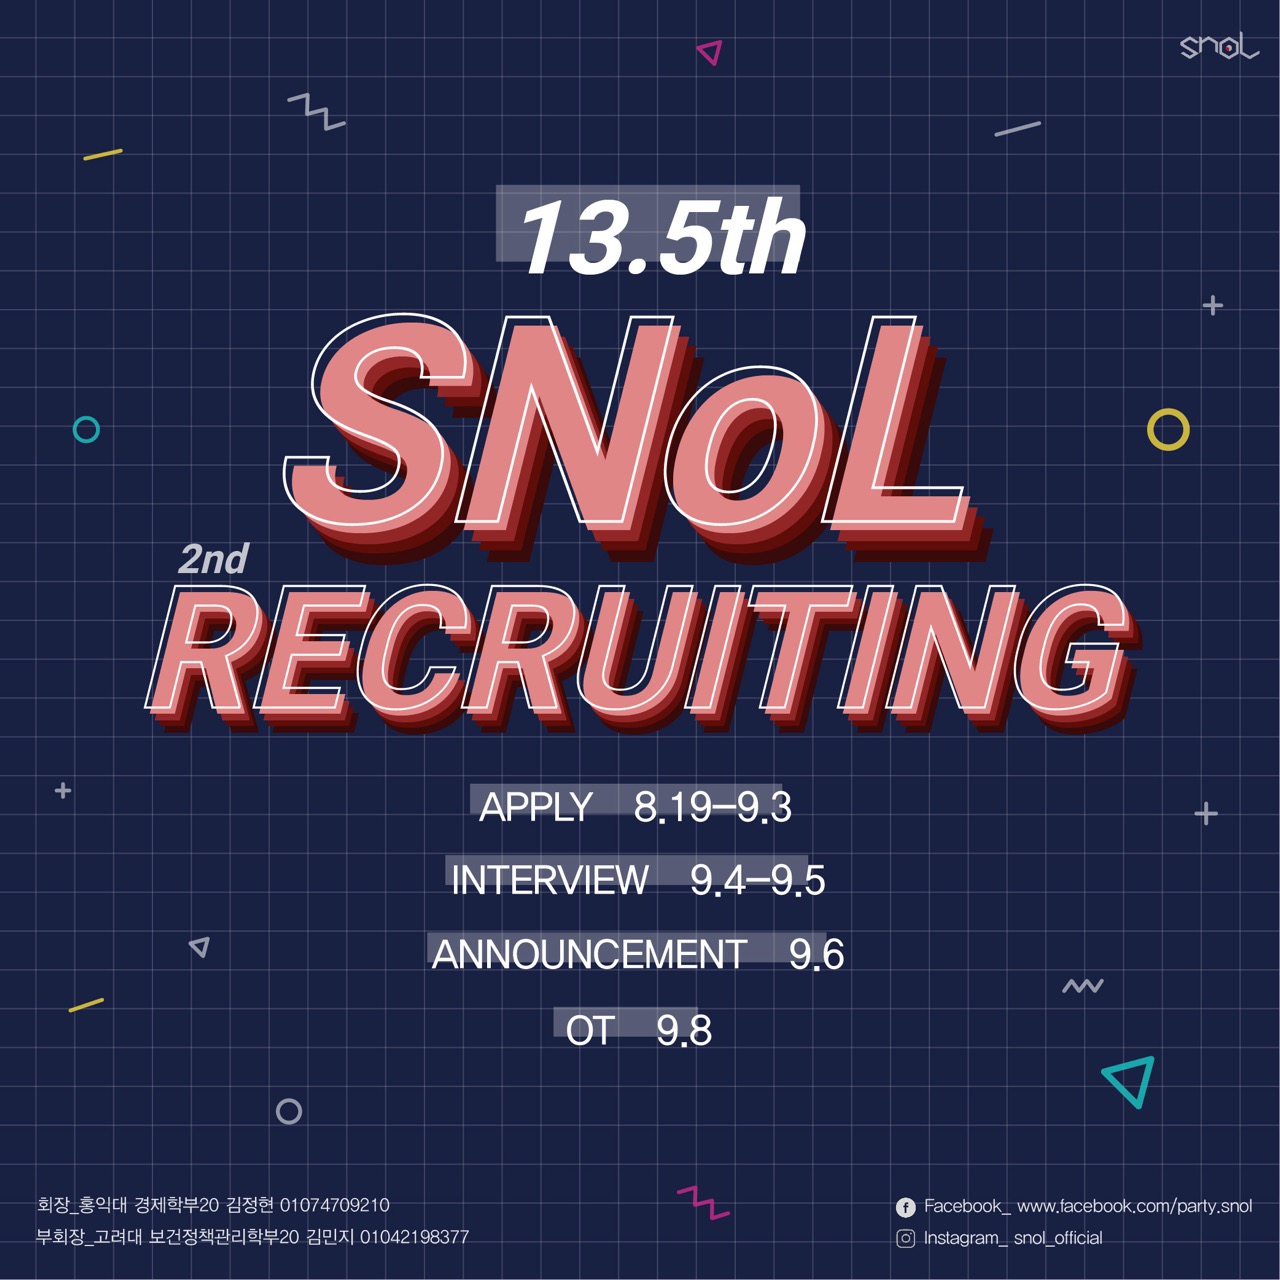 snol
13.5th
SNoL
2nd
RECRUITING
APPLY 8.19–9.3
INTERVIEW 9.4–9.5
ANNOUNCEMENT 9.6
OT 9.8
회장_홍익대 경제학부20 김정현 01074709210
부회장_고려대 보건정책관리학부20 김민지 01042198377
Facebook_ www.facebook.com/party.snol
Instagram_ snol_official